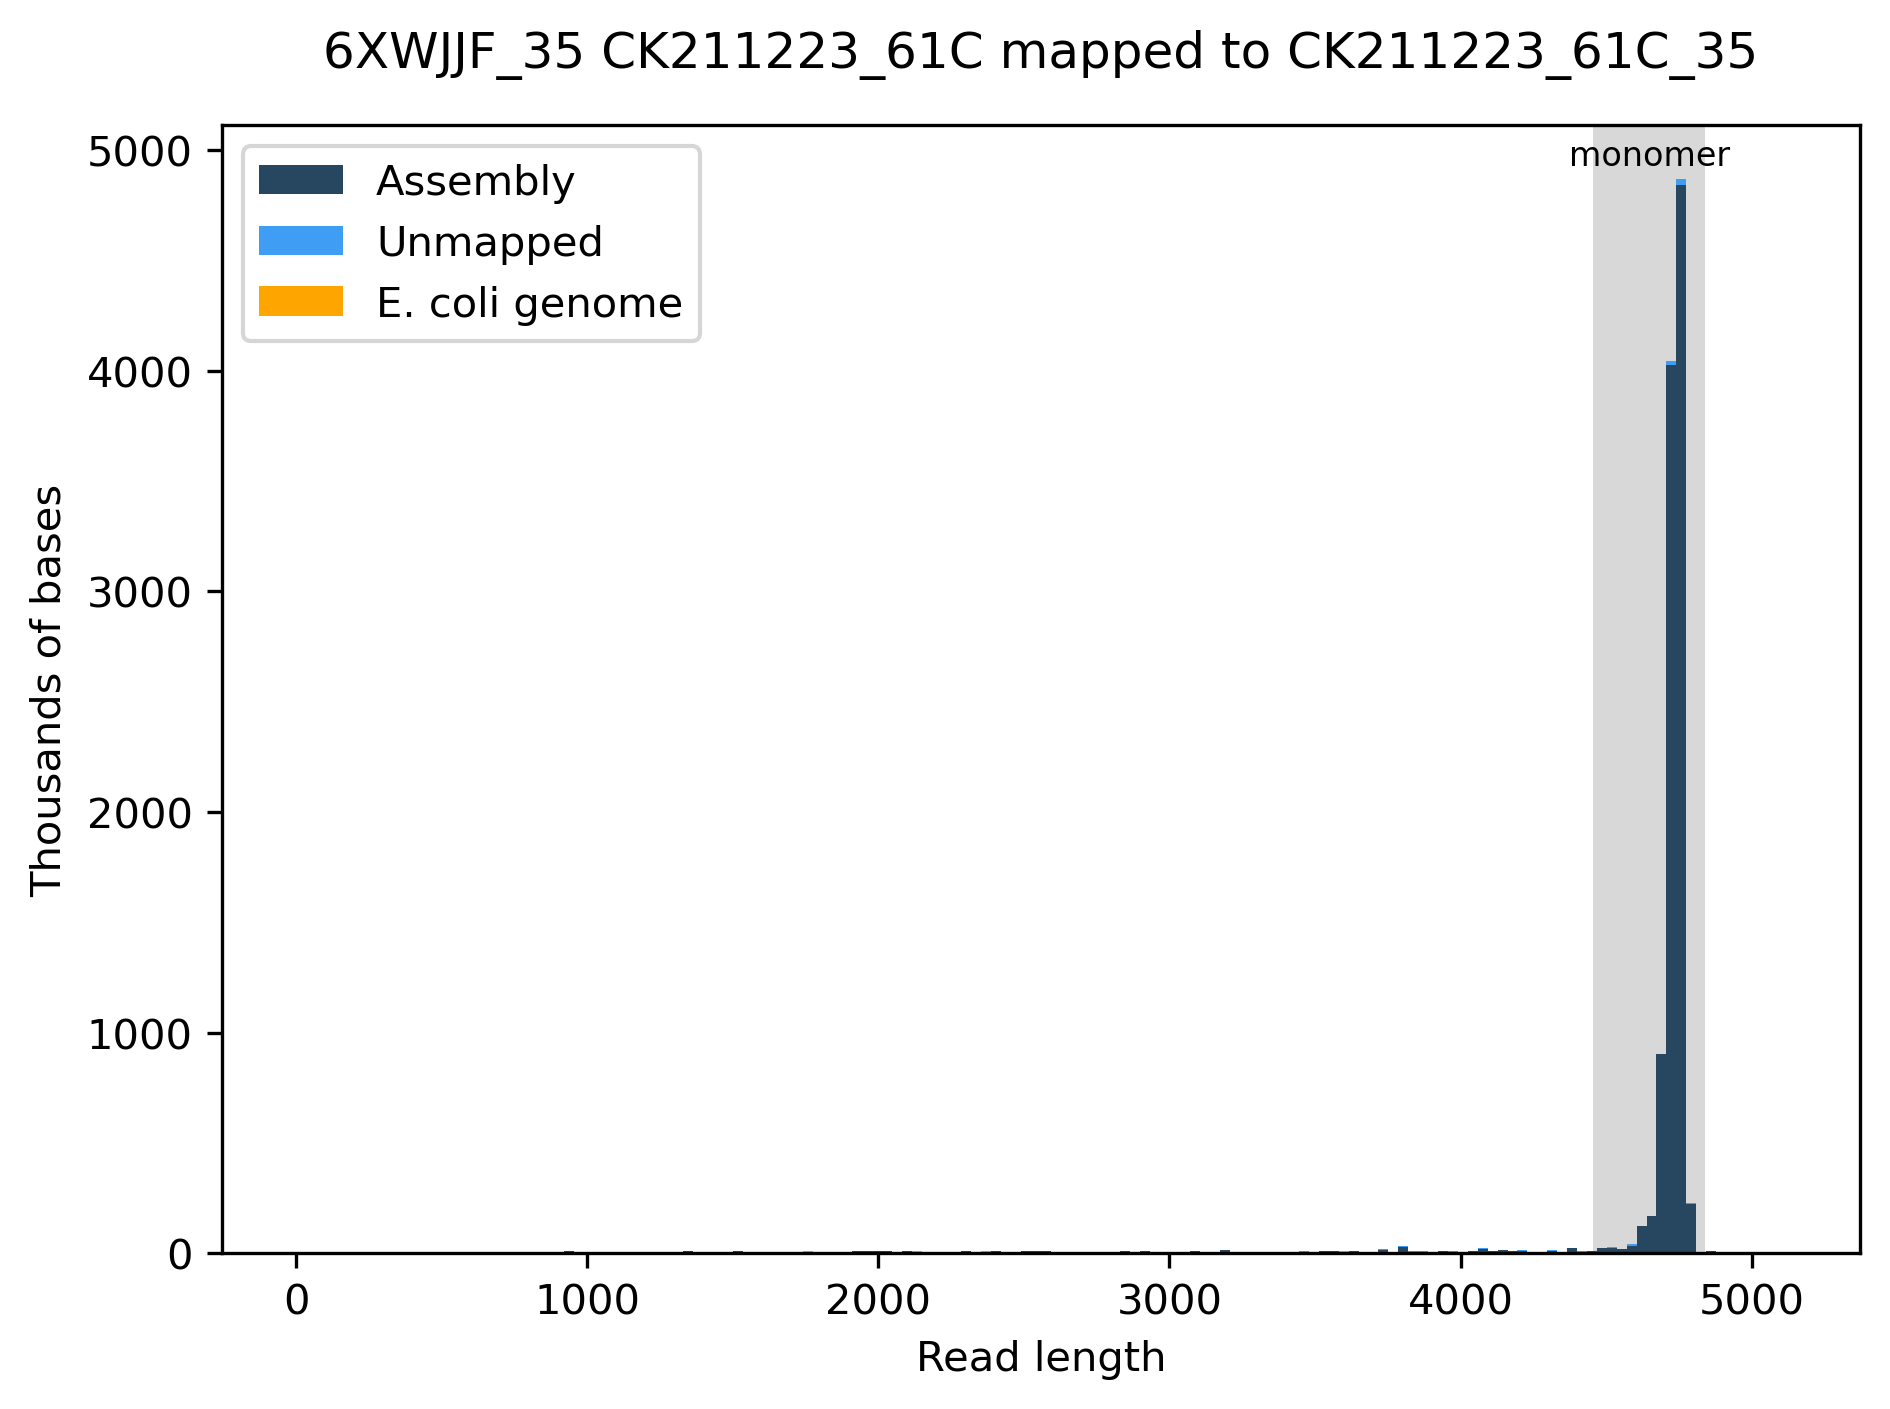 6XWJJF_35 CK211223_61C mapped to CK211223_61C_35
5000
4000
3000
2000
1000
0
Thousands of bases
Assembly
Unmapped
E. coli genome
monomer
0 1000 2000 3000 4000 5000
Read length